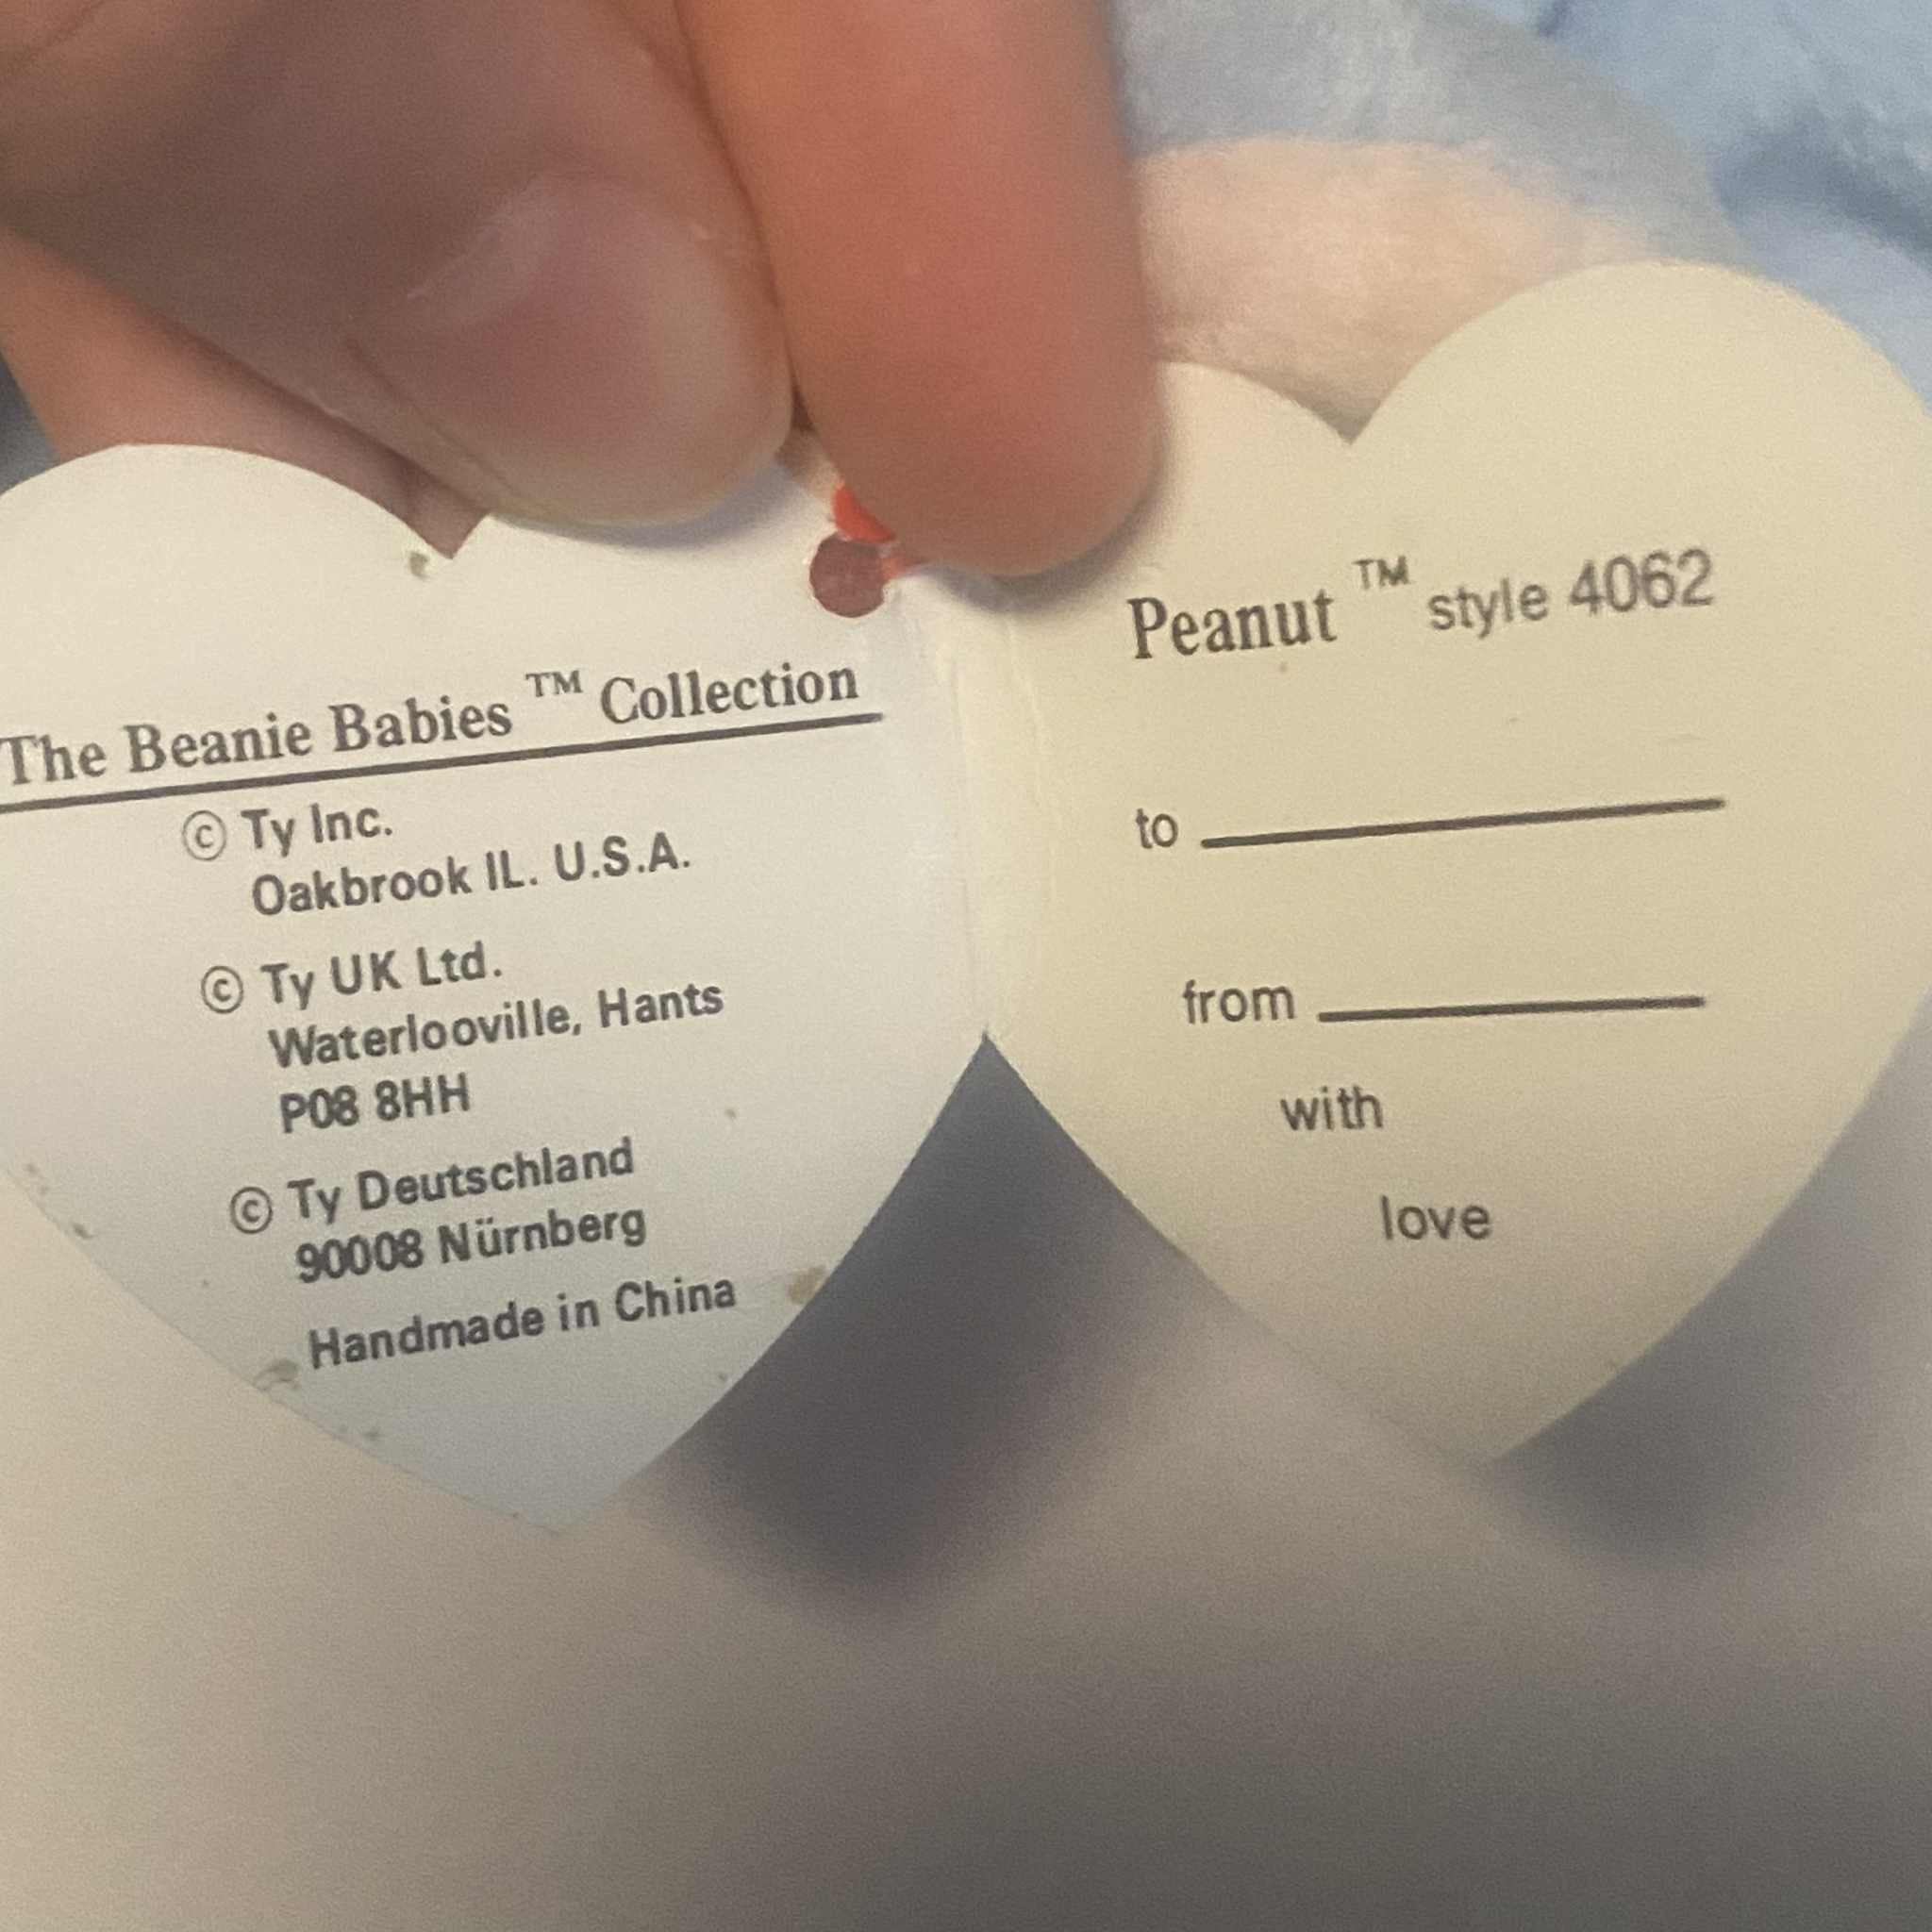 The Beanie Babies ™ Collection
© Ty Inc.
Oakbrook IL. U.S.A.
© Ty UK Ltd.
Waterlooville, Hants
P08 8HH
© Ty Deutschland
90008 Nürnberg
Handmade in China
Peanut ™ style 4062
to
from
with
love